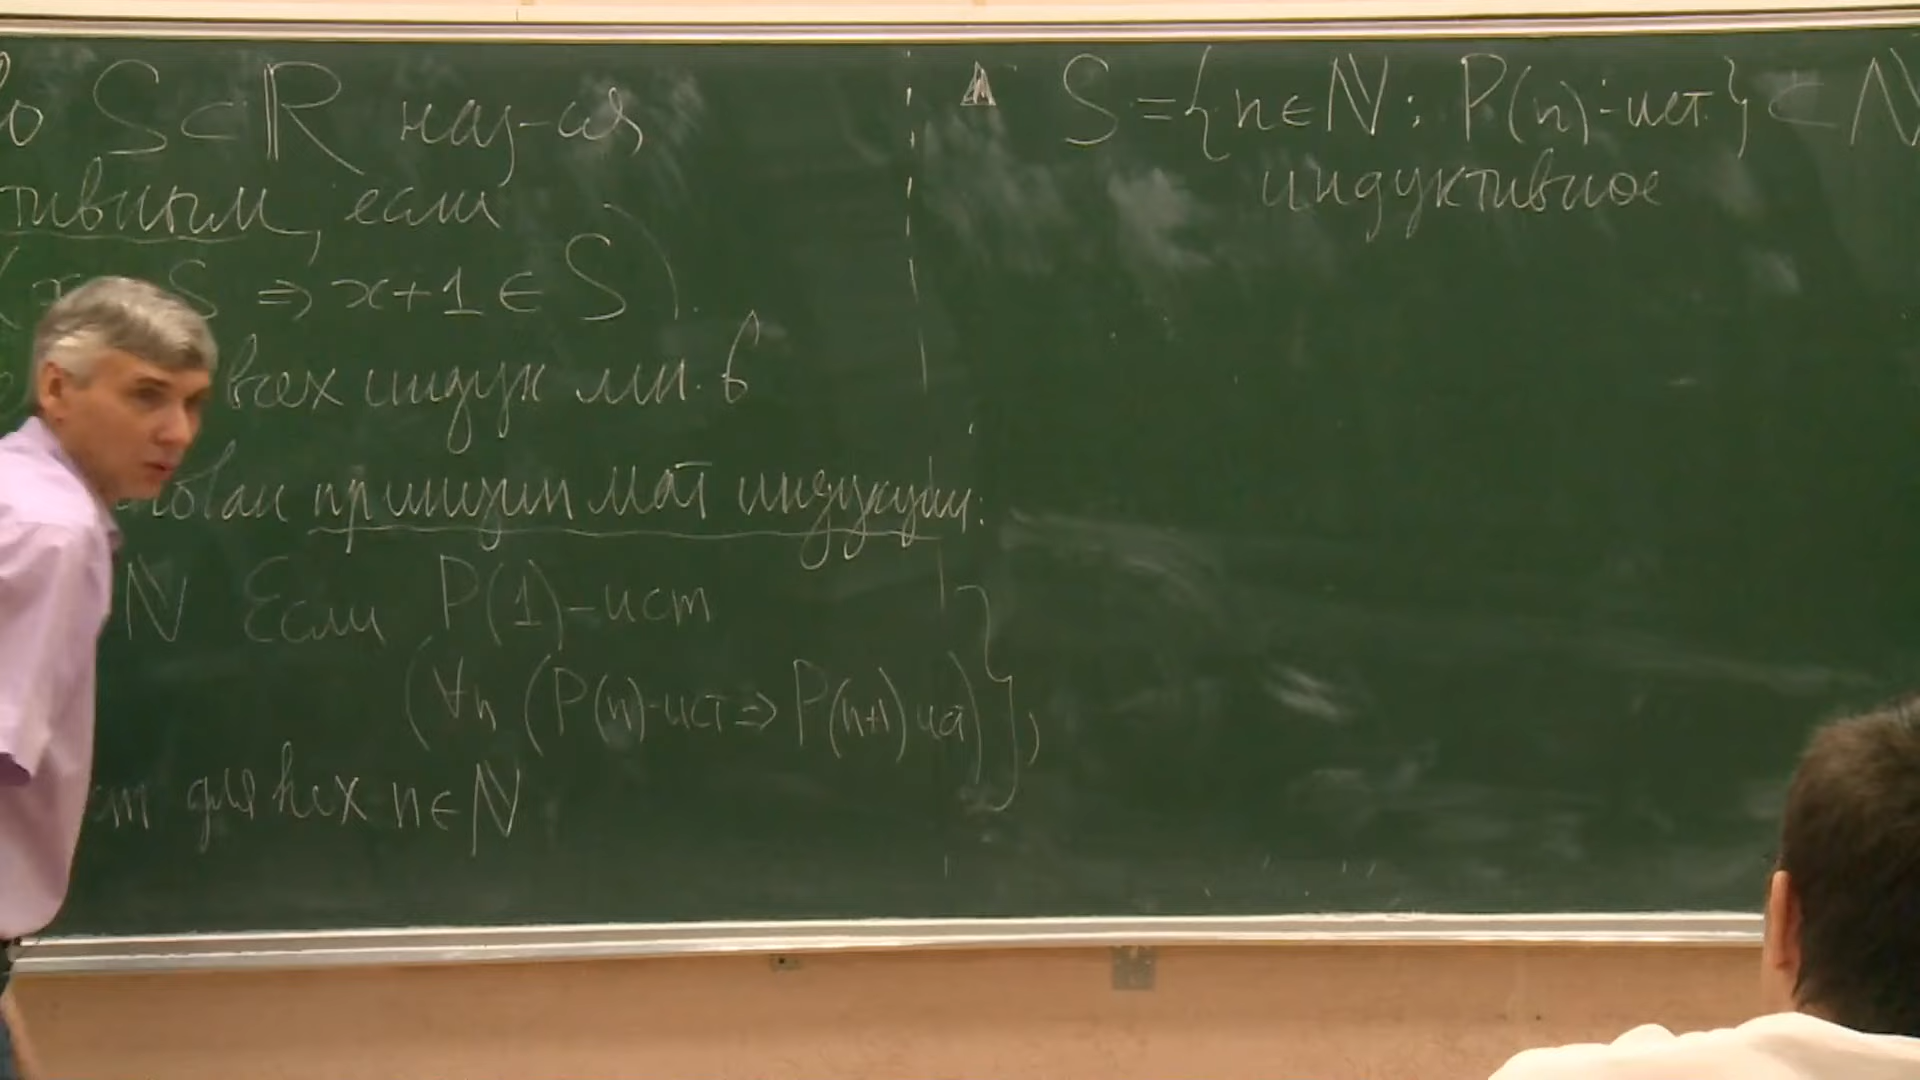 S ⊂ ℝ наз-ся
тивным, если
S ⇒ x+1 ∈ S).
всех индук мн. в
принцип мат индукции:
ℕ Если P(1)-ист
(∀n (P(n)-ист ⇒ P(n+1) ист)},
для всех n ∈ ℕ
▲ S = {n ∈ ℕ : P(n)-ист.} ⊂ ℕ
индуктивное